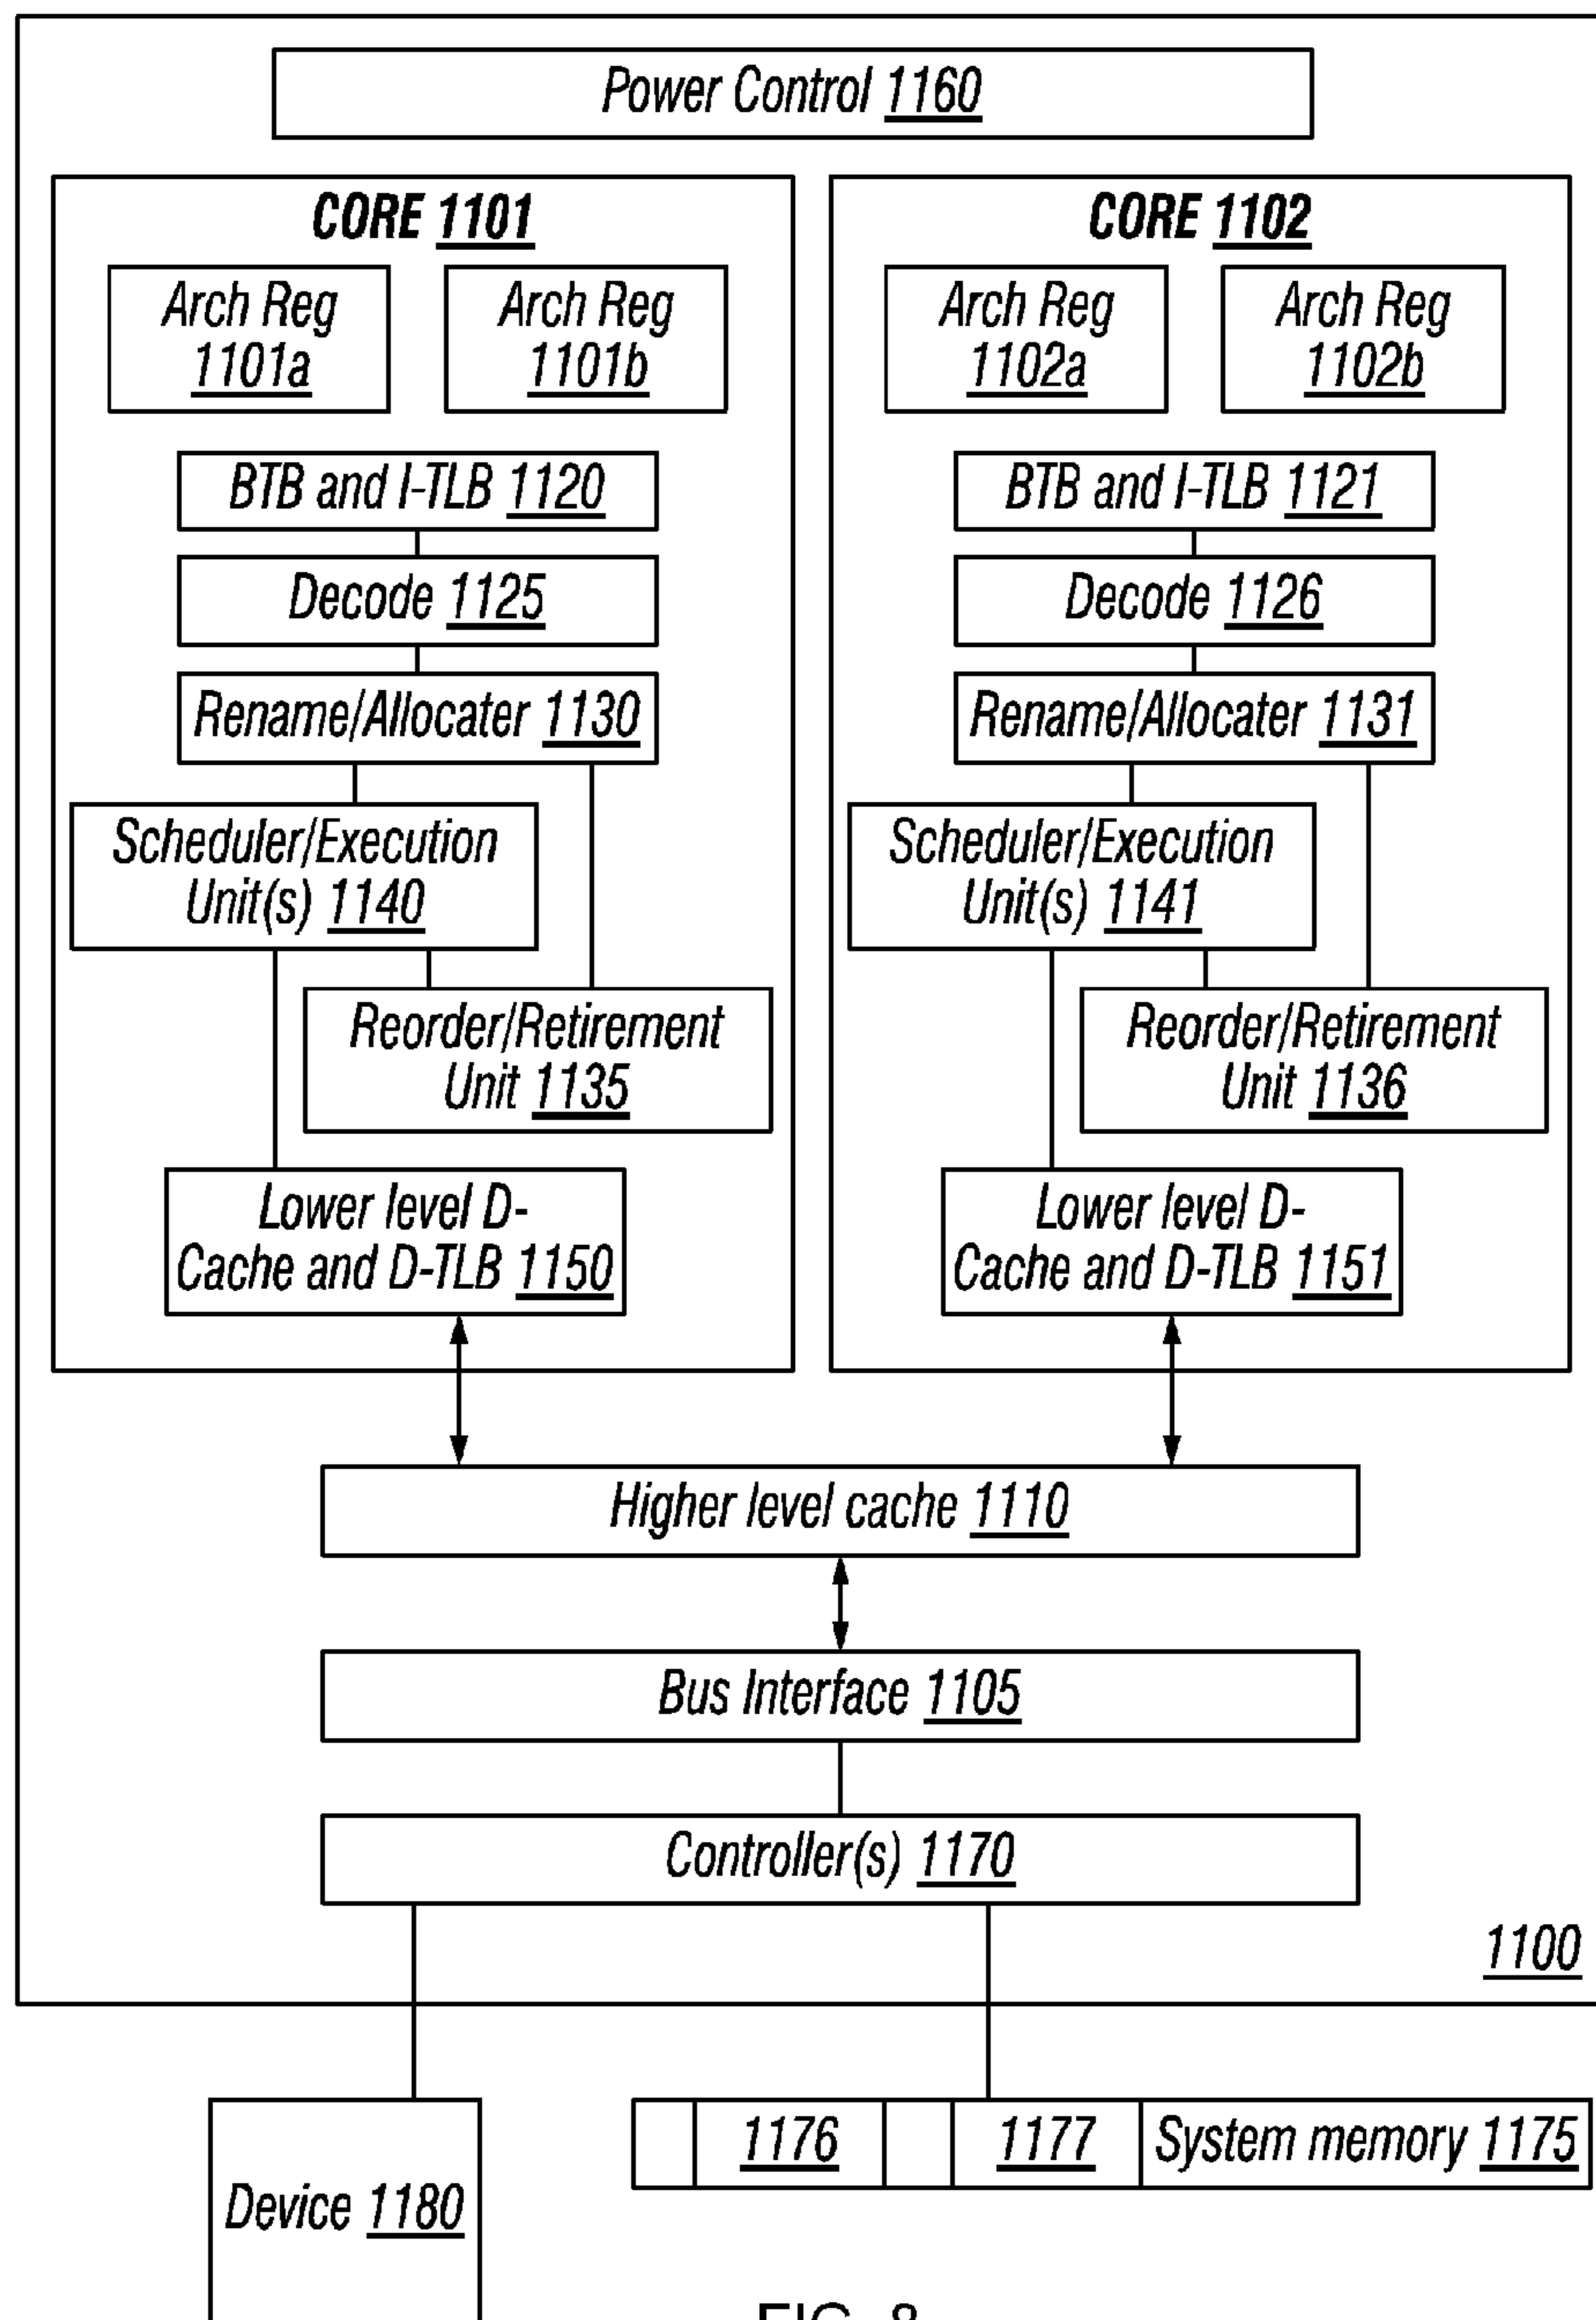 Power Control 1160
CORE 1101
Arch Reg
1101a
Arch Reg
1101b
BTB and I-TLB 1120
Decode 1125
Rename/Allocater 1130
Scheduler/Execution
Unit(s) 1140
Reorder/Retirement
Unit 1135
Lower level D-
Cache and D-TLB 1150
CORE 1102
Arch Reg
1102a
Arch Reg
1102b
BTB and I-TLB 1121
Decode 1126
Rename/Allocater 1131
Scheduler/Execution
Unit(s) 1141
Reorder/Retirement
Unit 1136
Lower level D-
Cache and D-TLB 1151
Higher level cache 1110
Bus Interface 1105
Controller(s) 1170
1100
Device 1180
1176
1177
System memory 1175
FIG. 8